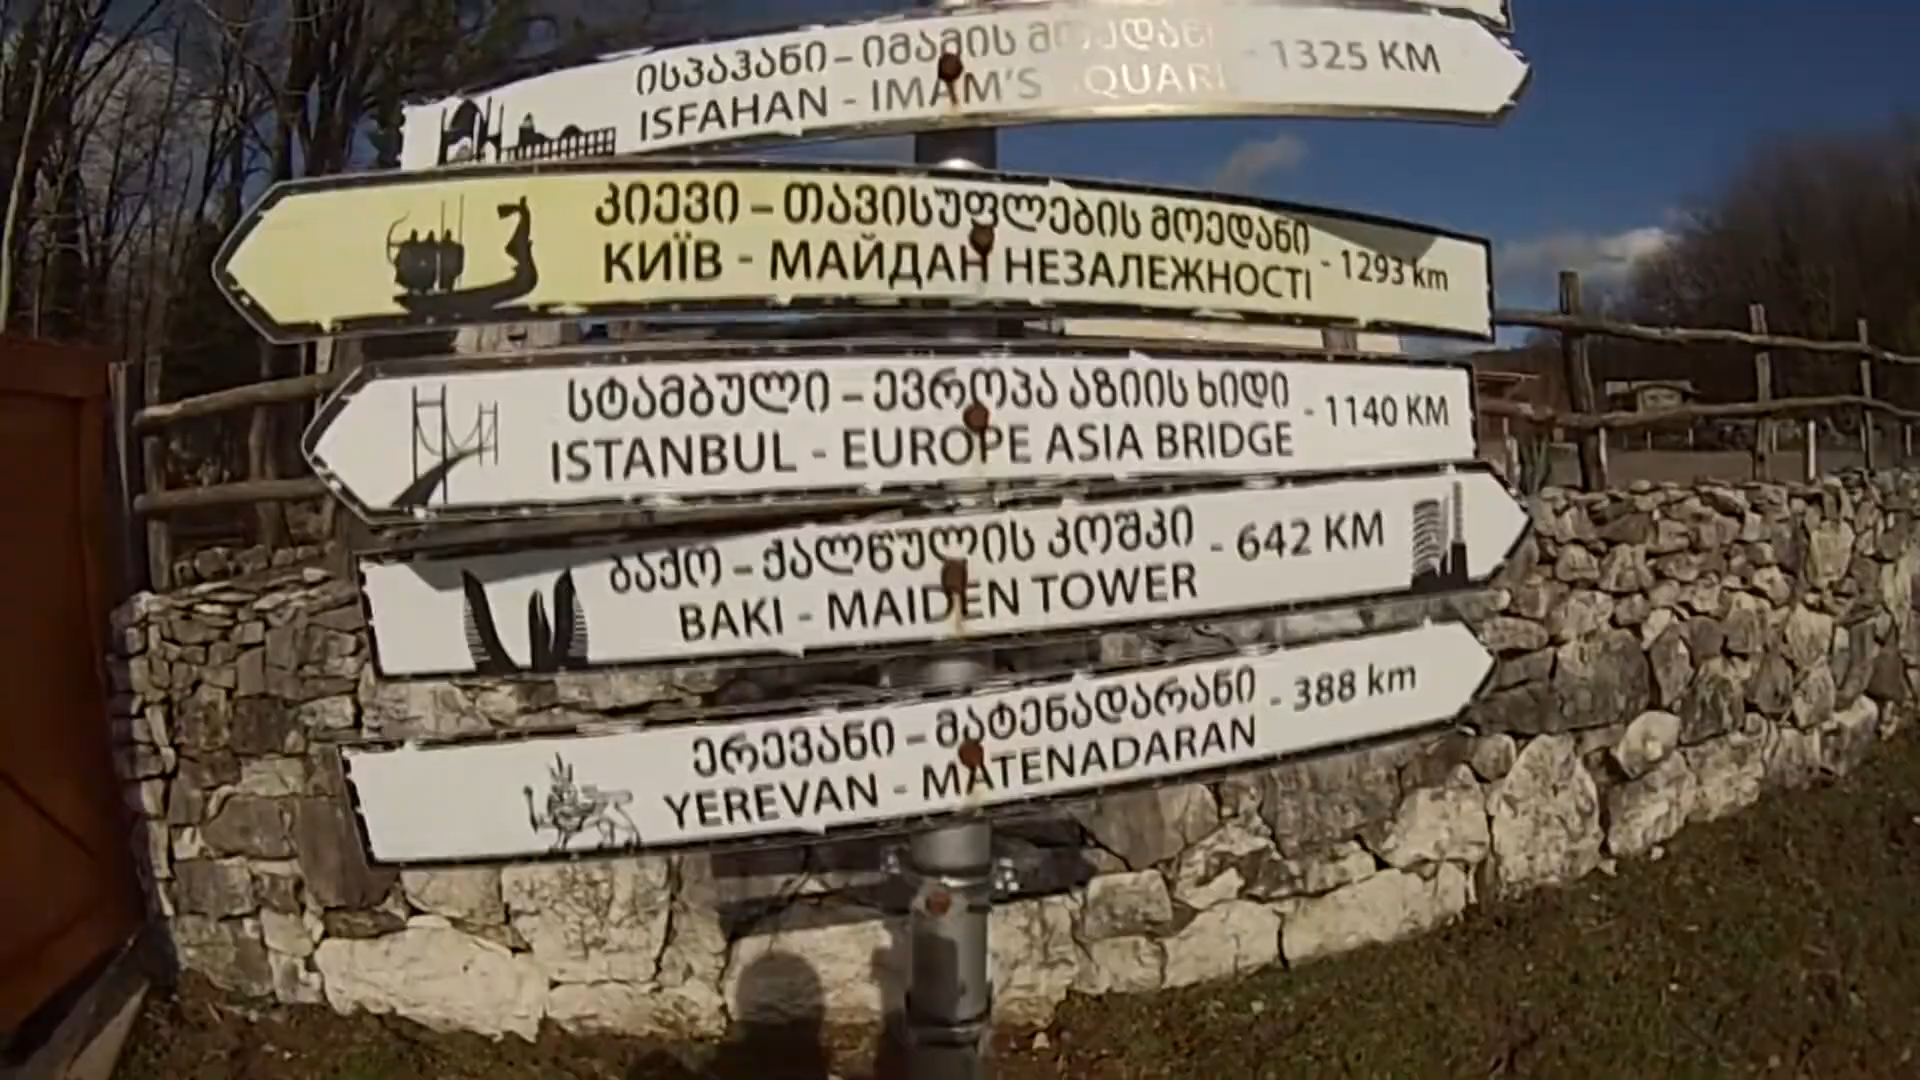 ისპაჰანი – იმამის მოედანი - 1325 KM
ISFAHAN - IMAM'S SQUARE
კიევი – თავისუფლების მოედანი
КИЇВ - МАЙДАН НЕЗАЛЕЖНОСТІ - 1293 km
სტამბული – ევროპა აზიის ხიდი
ISTANBUL - EUROPE ASIA BRIDGE - 1140 KM
ბაქო – ქალწულის კოშკი - 642 KM
BAKI - MAIDEN TOWER
ერევანი – მატენადარანი - 388 km
YEREVAN - MATENADARAN